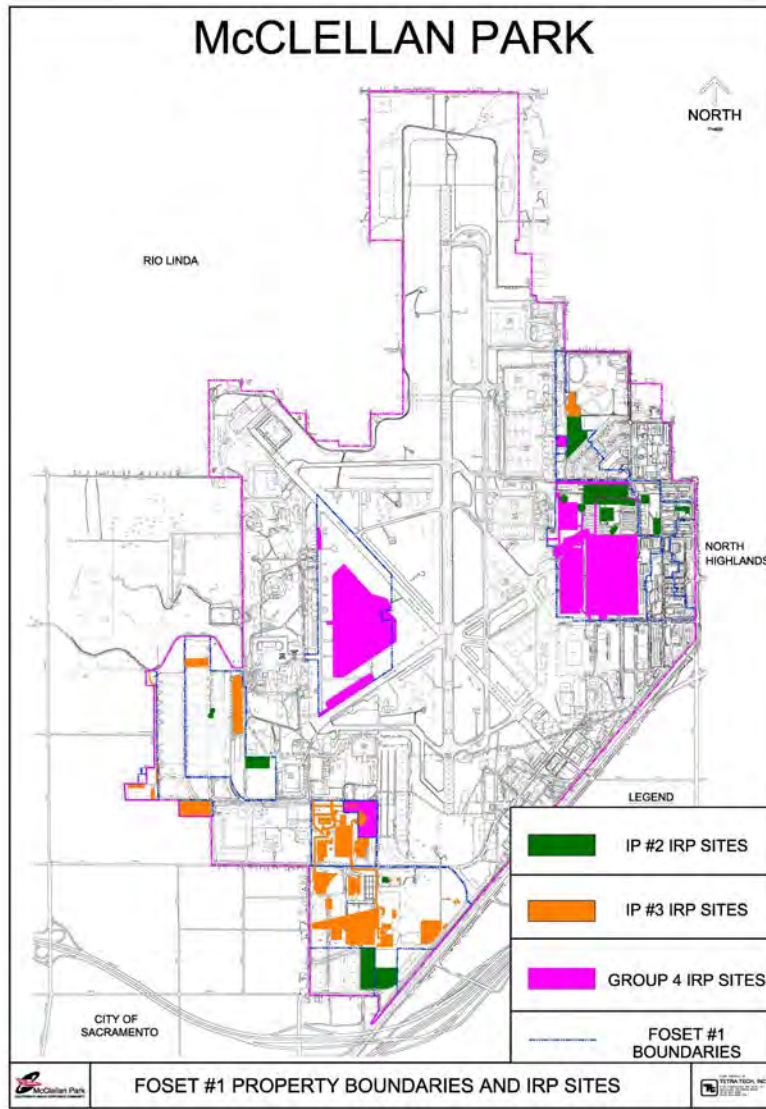 McCLELLAN PARK
NORTH
RIO LINDA
NORTH
HIGHLANDS
LEGEND
IP #2 IRP SITES
IP #3 IRP SITES
GROUP 4 IRP SITES
FOSET #1
BOUNDARIES
CITY OF
SACRAMENTO
McClellan Park
FOSET #1 PROPERTY BOUNDARIES AND IRP SITES
TETRA TECH, INC